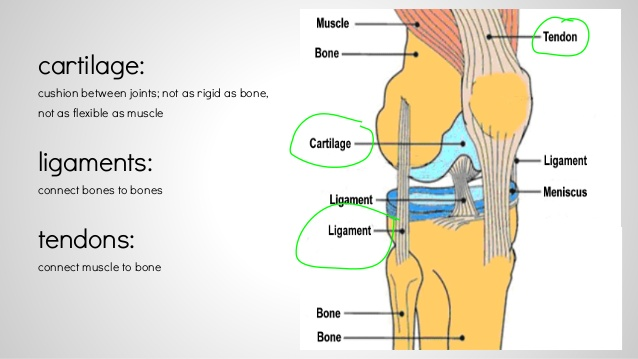 cartilage:
cushion between joints; not as rigid as bone,
not as flexible as muscle
ligaments:
connect bones to bones
tendons:
connect muscle to bone
Muscle
Tendon
Bone
Cartilage
Ligament
Ligament
Meniscus
Ligament
Bone
Bone